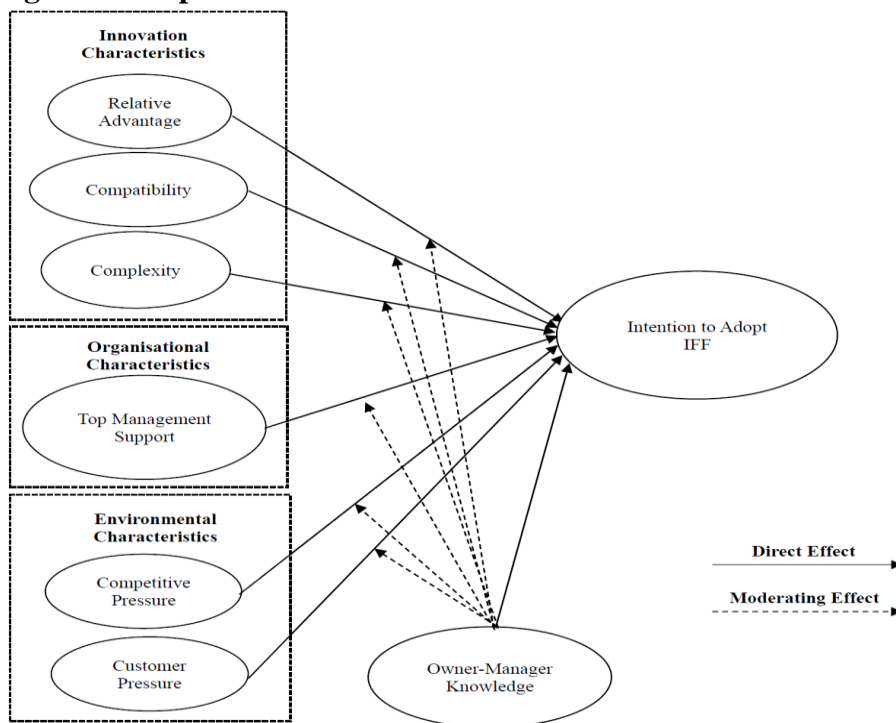 Innovation
Characteristics
Relative
Advantage
Compatibility
Complexity
Organisational
Characteristics
Top Management
Support
Environmental
Characteristics
Competitive
Pressure
Customer
Pressure
Intention to Adopt
IFF
Owner-Manager
Knowledge
Direct Effect
Moderating Effect